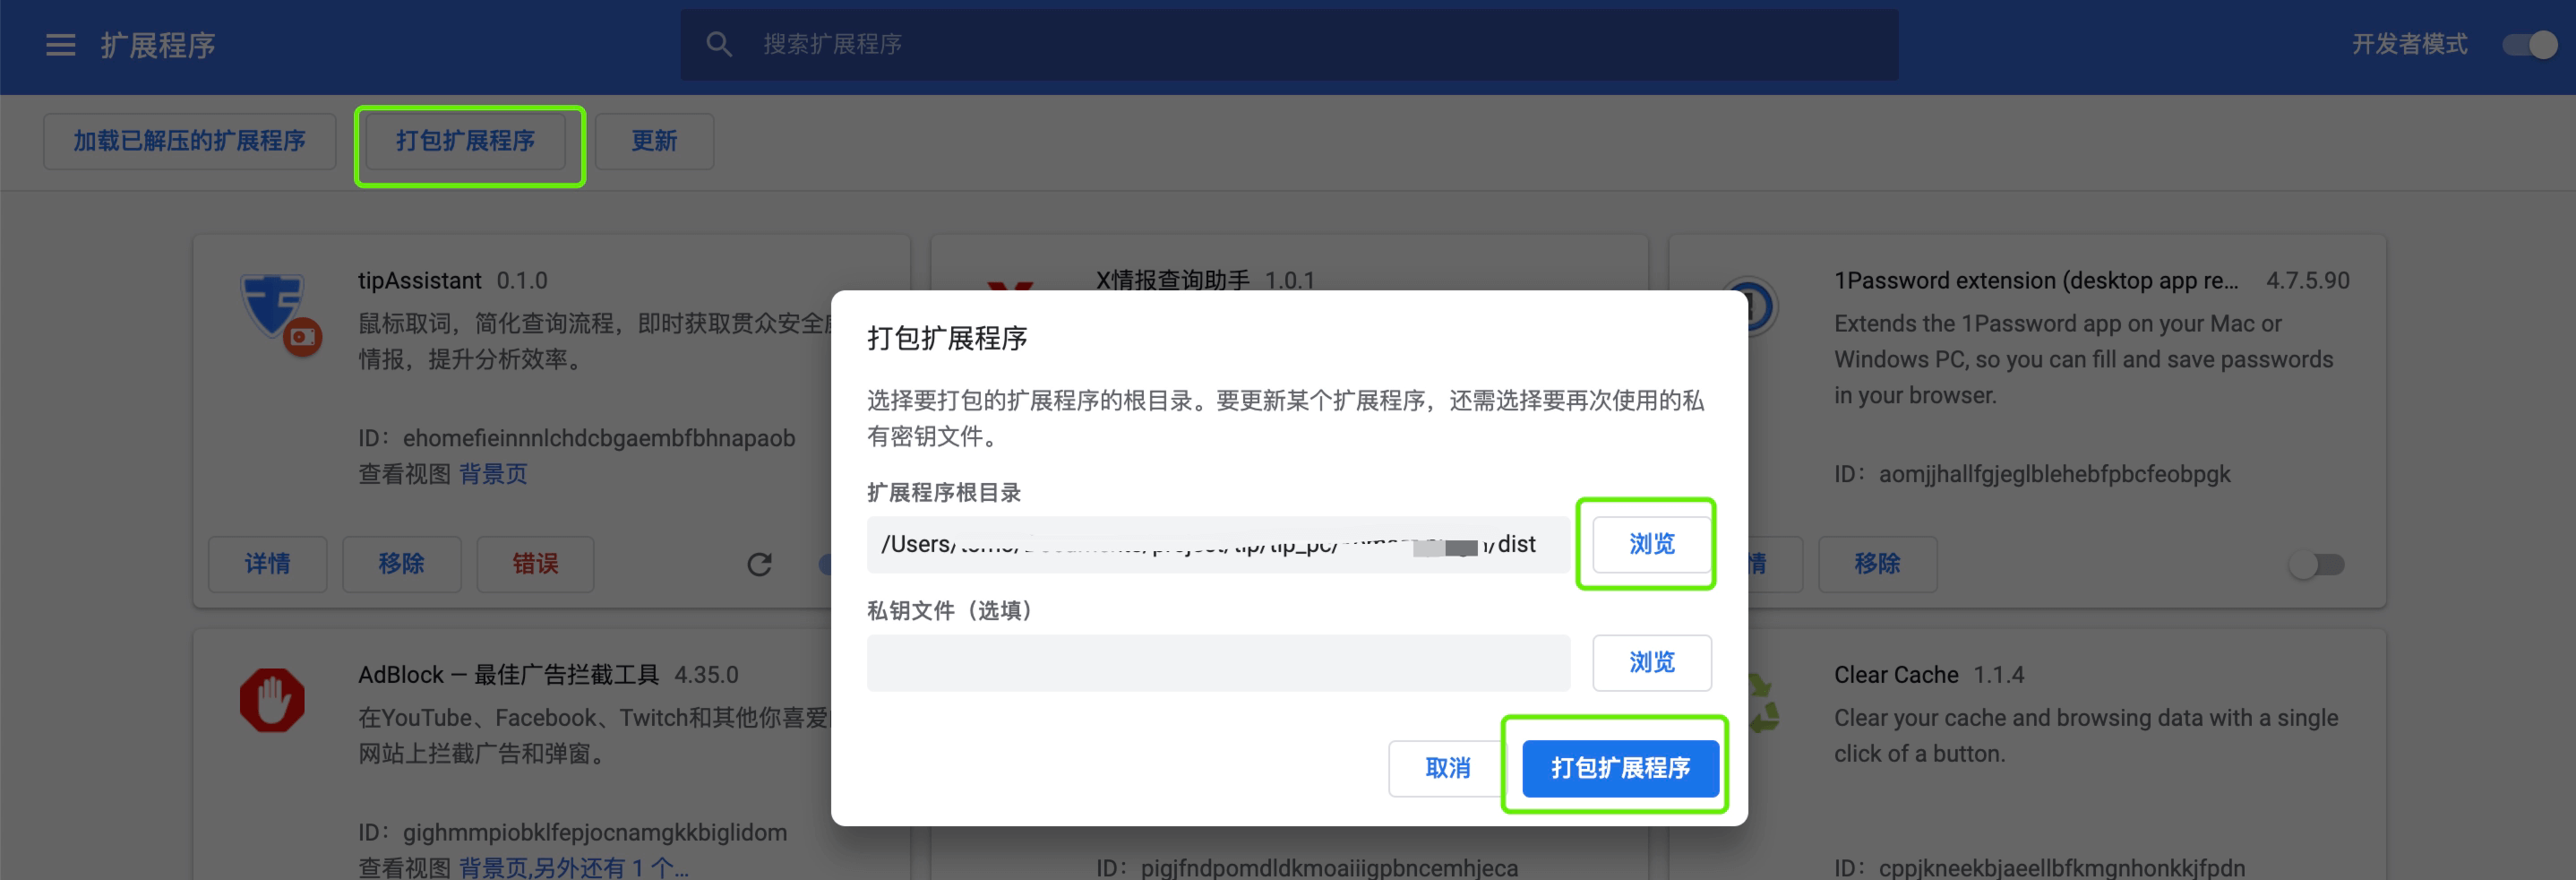 扩展程序
搜索扩展程序
开发者模式
加载已解压的扩展程序
打包扩展程序
更新
tipAssistant 0.1.0
鼠标取词，简化查询流程，即时获取贯众安全
情报，提升分析效率。
ID： ehomefieinnnlchdcbgaembfbhnapaob
查看视图 背景页
详情
移除
错误
X情报查询助手 1.0.1
1Password extension (desktop app re... 4.7.5.90
Extends the 1Password app on your Mac or
Windows PC, so you can fill and save passwords
in your browser.
ID： aomjjhallfgjeglblehebfpbcfeobpgk
情
移除
打包扩展程序
选择要打包的扩展程序的根目录。要更新某个扩展程序，还需选择要再次使用的私
有密钥文件。
扩展程序根目录
/Users/ /dist
浏览
私钥文件（选填）
浏览
取消
打包扩展程序
AdBlock — 最佳广告拦截工具 4.35.0
在YouTube、Facebook、Twitch和其他你喜爱
网站上拦截广告和弹窗。
ID： gighmmpiobklfepjocnamgkkbiglidom
查看视图 背景页,另外还有 1 个...
ID： pigjfndpomdldkmoaiiigpbncemhjeca
Clear Cache 1.1.4
Clear your cache and browsing data with a single
click of a button.
ID： cppjkneekbjaeellbfkmgnhonkkjfpdn